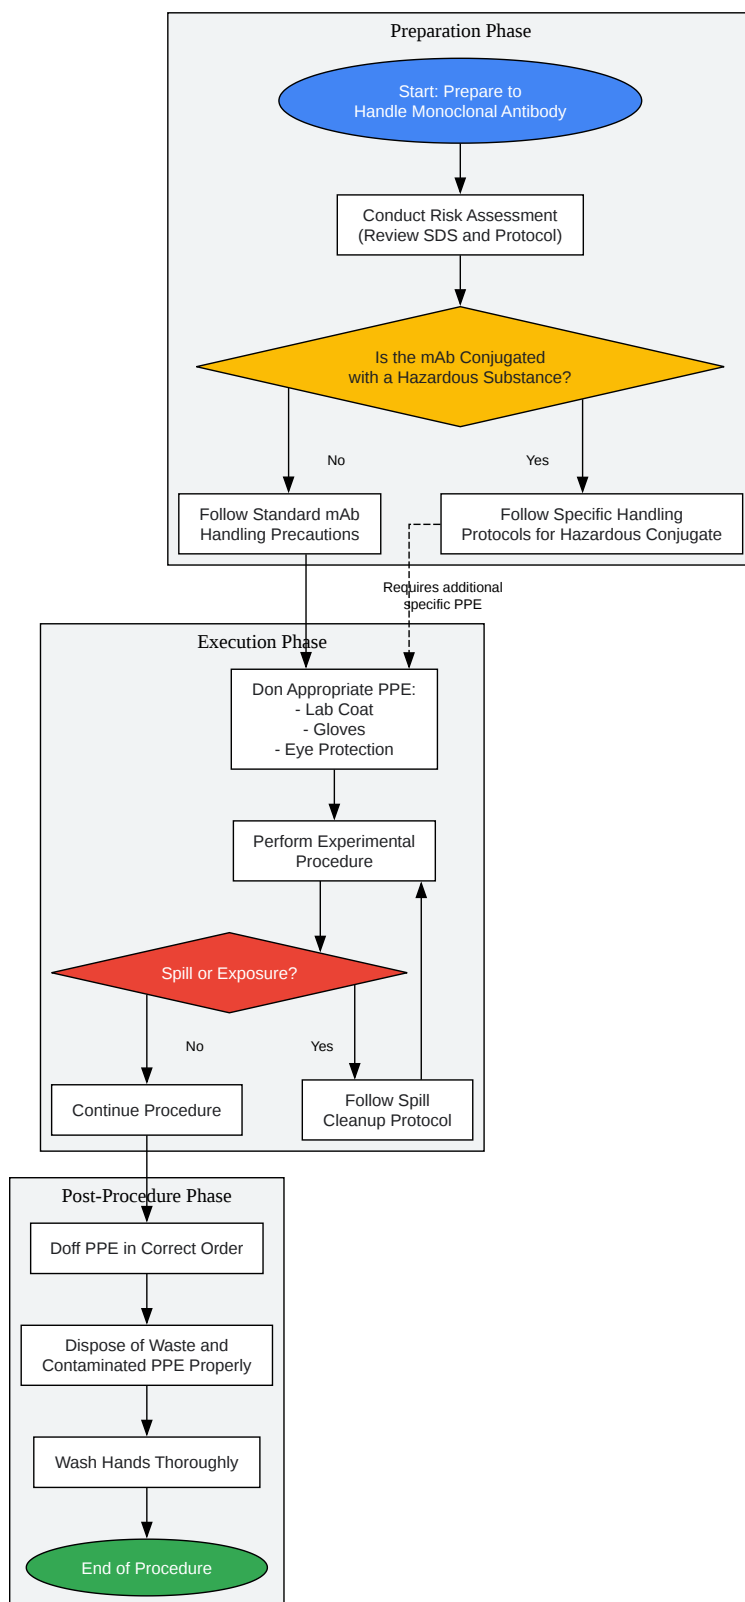 Preparation Phase
Start: Prepare to
Handle Monoclonal Antibody
Conduct Risk Assessment
(Review SDS and Protocol)
Is the mAb Conjugated
with a Hazardous Substance?
No
Yes
Follow Standard mAb
Handling Precautions
Follow Specific Handling
Protocols for Hazardous Conjugate
Requires additional
specific PPE
Execution Phase
Don Appropriate PPE:
- Lab Coat
- Gloves
- Eye Protection
Perform Experimental
Procedure
Spill or Exposure?
No
Yes
Continue Procedure
Follow Spill
Cleanup Protocol
Post-Procedure Phase
Doff PPE in Correct Order
Dispose of Waste and
Contaminated PPE Properly
Wash Hands Thoroughly
End of Procedure